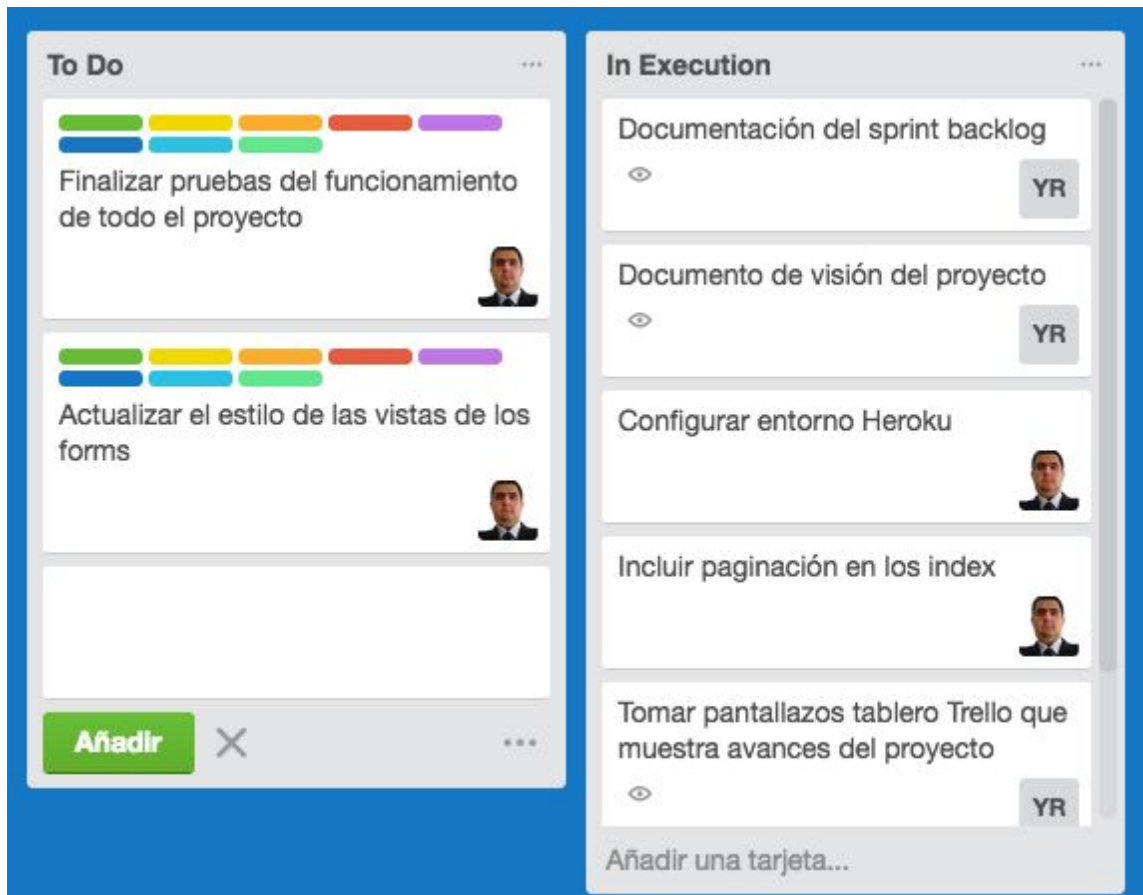 To Do
Finalizar pruebas del funcionamiento
de todo el proyecto
Actualizar el estilo de las vistas de los
forms
Añadir
In Execution
Documentación del sprint backlog
YR
Documento de visión del proyecto
YR
Configurar entorno Heroku
Incluir paginación en los index
Tomar pantallazos tablero Trello que
muestra avances del proyecto
YR
Añadir una tarjeta...